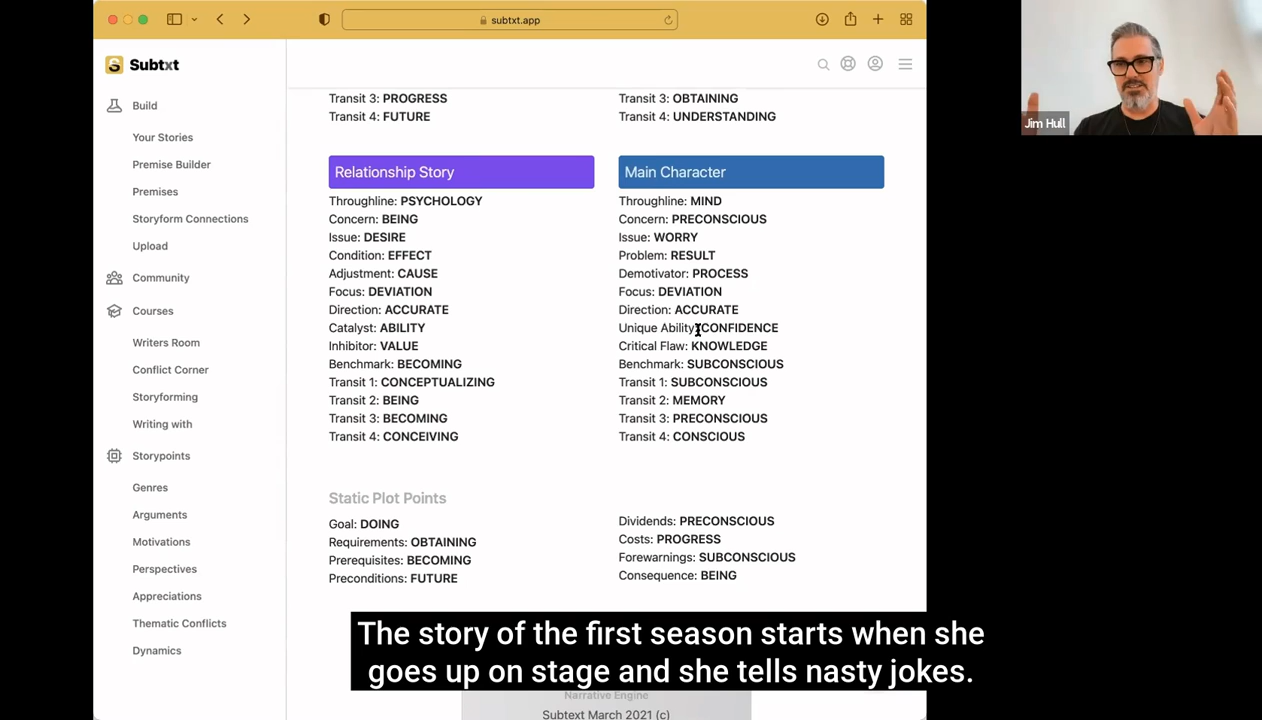 subtxt.app
Subtxt
Build
Your Stories
Premise Builder
Premises
Storyform Connections
Upload
Community
Courses
Writers Room
Conflict Corner
Storyforming
Writing with
Storypoints
Genres
Arguments
Motivations
Perspectives
Appreciations
Thematic Conflicts
Dynamics
Transit 3: PROGRESS
Transit 4: FUTURE
Transit 3: OBTAINING
Transit 4: UNDERSTANDING
Relationship Story
Throughline: PSYCHOLOGY
Concern: BEING
Issue: DESIRE
Condition: EFFECT
Adjustment: CAUSE
Focus: DEVIATION
Direction: ACCURATE
Catalyst: ABILITY
Inhibitor: VALUE
Benchmark: BECOMING
Transit 1: CONCEPTUALIZING
Transit 2: BEING
Transit 3: BECOMING
Transit 4: CONCEIVING
Main Character
Throughline: MIND
Concern: PRECONSCIOUS
Issue: WORRY
Problem: RESULT
Demotivator: PROCESS
Focus: DEVIATION
Direction: ACCURATE
Unique Ability: CONFIDENCE
Critical Flaw: KNOWLEDGE
Benchmark: SUBCONSCIOUS
Transit 1: SUBCONSCIOUS
Transit 2: MEMORY
Transit 3: PRECONSCIOUS
Transit 4: CONSCIOUS
Static Plot Points
Goal: DOING
Requirements: OBTAINING
Prerequisites: BECOMING
Preconditions: FUTURE
Dividends: PRECONSCIOUS
Costs: PROGRESS
Forewarnings: SUBCONSCIOUS
Consequence: BEING
Jim Hull
The story of the first season starts when she
goes up on stage and she tells nasty jokes.
Narrative Engine
Subtext March 2021 (c)